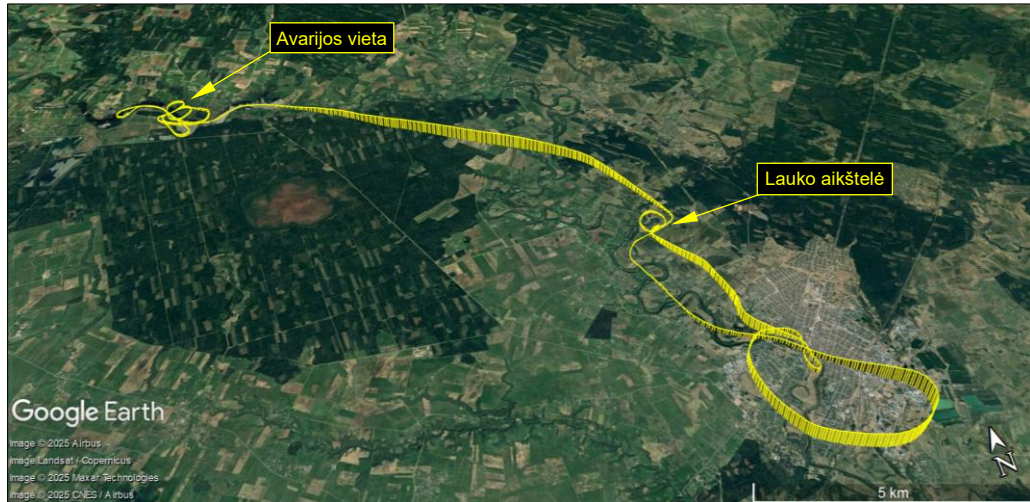 Avarijos vieta
Lauko aikštelė
Google Earth
Image © 2025 Airbus
Image Landsat / Copernicus
Image © 2025 Maxar Technologies
Image © 2025 CNES / Airbus
N
5 km